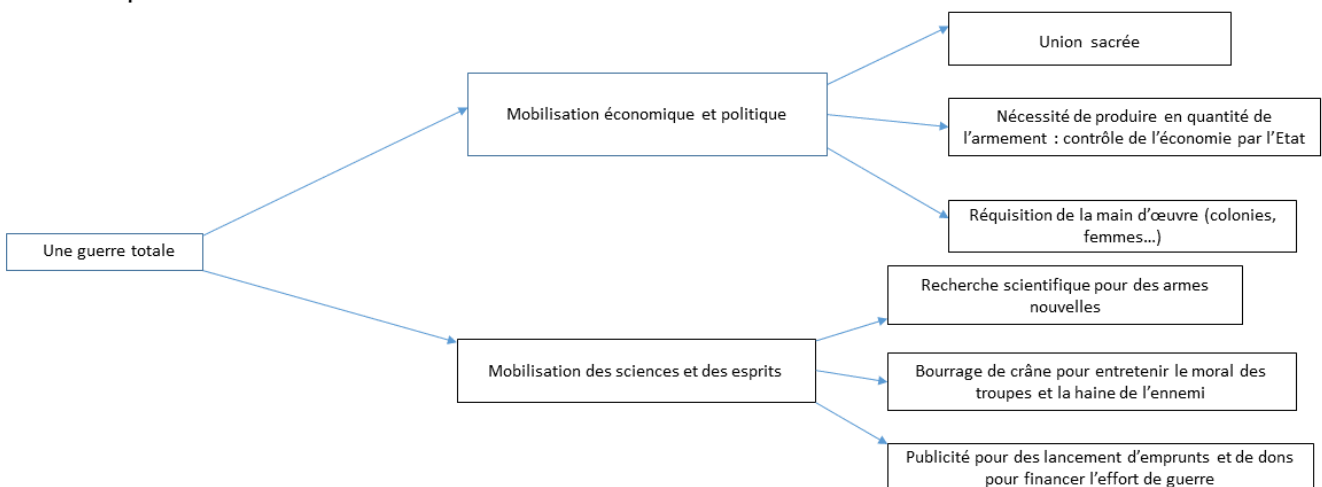 Une guerre totale
Mobilisation économique et politique
Union sacrée
Nécessité de produire en quantité de
l'armement : contrôle de l'économie par l'Etat
Réquisition de la main d'œuvre (colonies,
femmes…)
Mobilisation des sciences et des esprits
Recherche scientifique pour des armes
nouvelles
Bourrage de crâne pour entretenir le moral des
troupes et la haine de l'ennemi
Publicité pour des lancement d'emprunts et de dons
pour financer l'effort de guerre